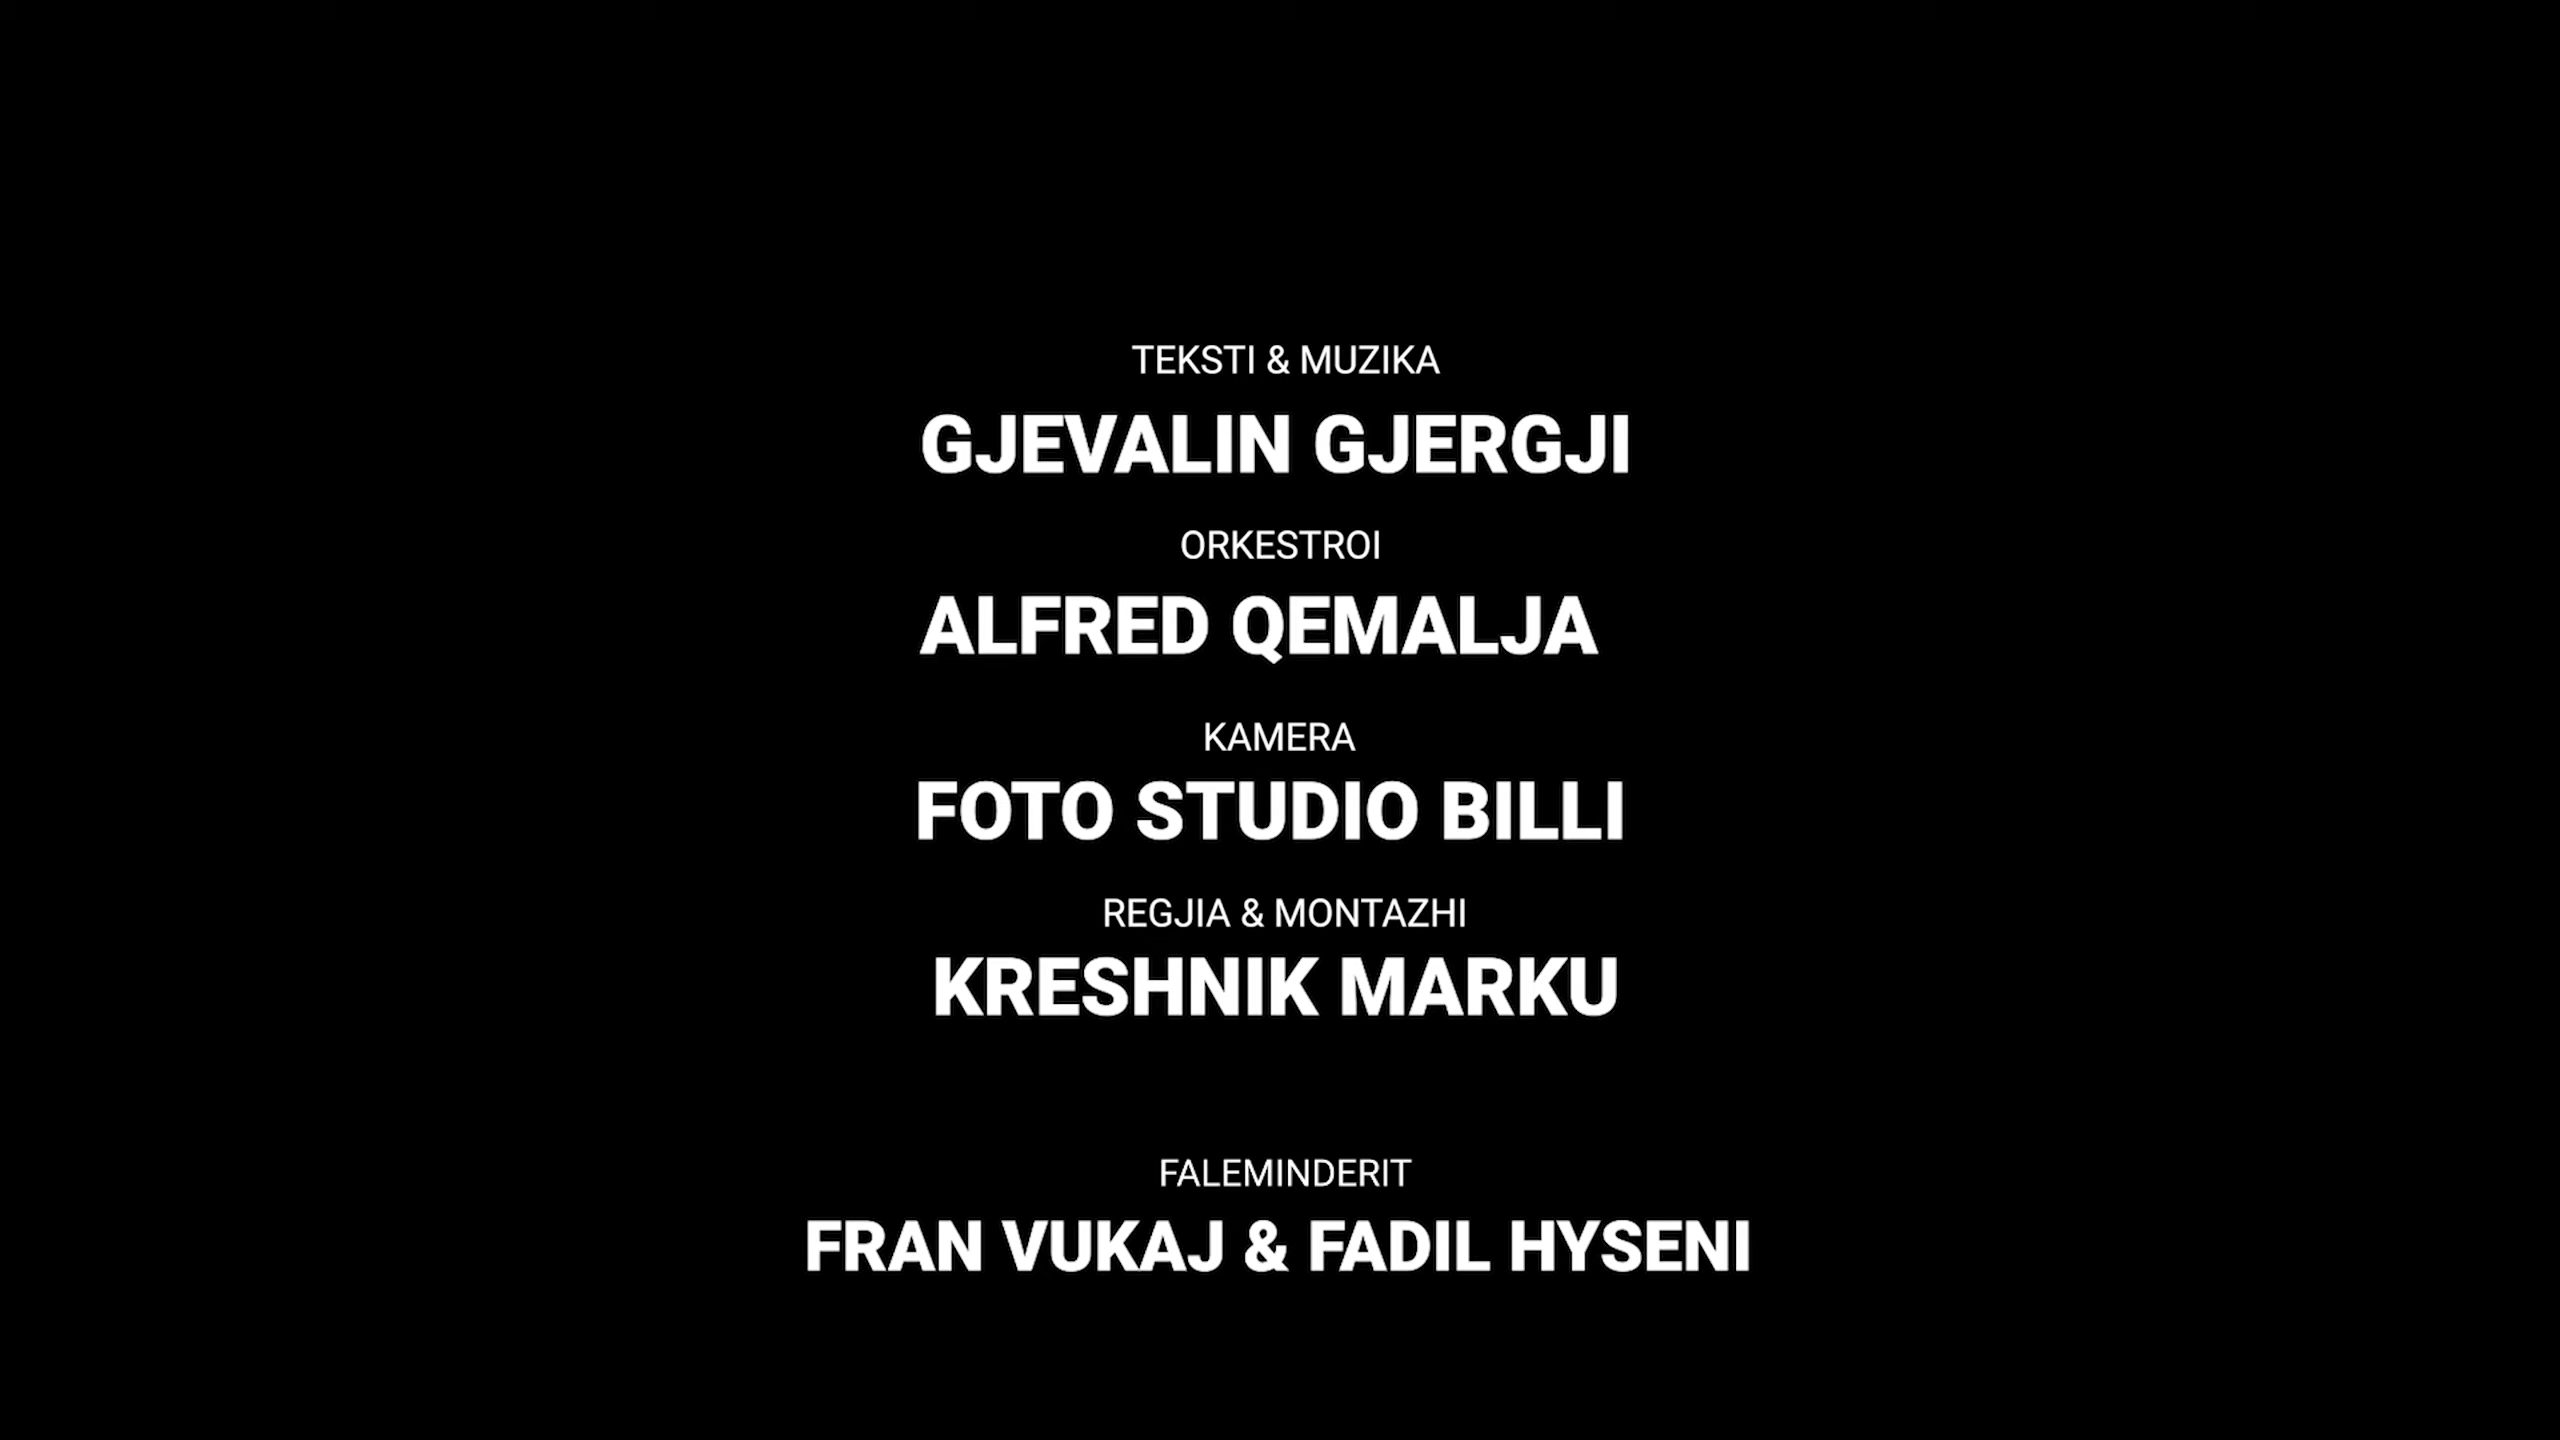 TEKSTI & MUZIKA
GJEVALIN GJERGJI
ORKESTROI
ALFRED QEMALJA
KAMERA
FOTO STUDIO BILLI
REGJIA & MONTAZHI
KRESHNIK MARKU
FALEMINDERIT
FRAN VUKAJ & FADIL HYSENI